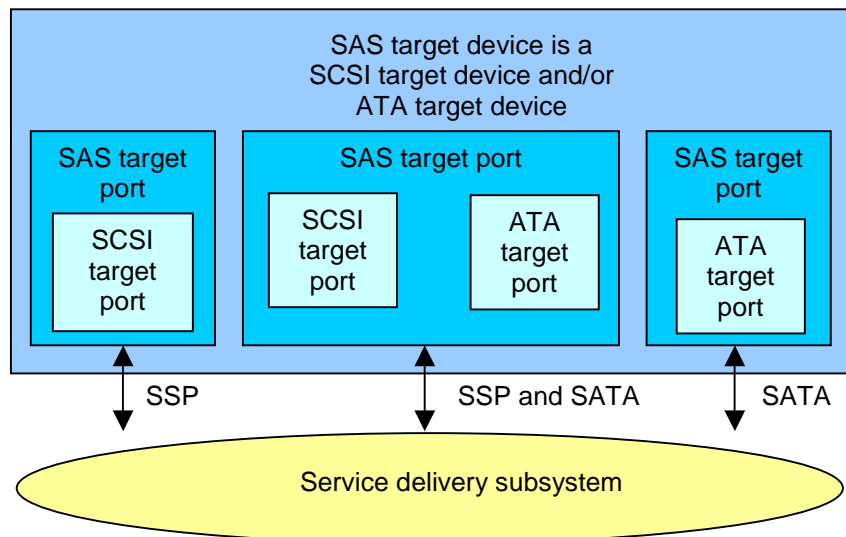 SAS target device is a
SCSI target device and/or
ATA target device
SAS target
port
SCSI
target
port
SAS target port
SCSI
target
port
ATA
target
port
SAS target
port
ATA
target
port
SSP
SSP and SATA
SATA
Service delivery subsystem